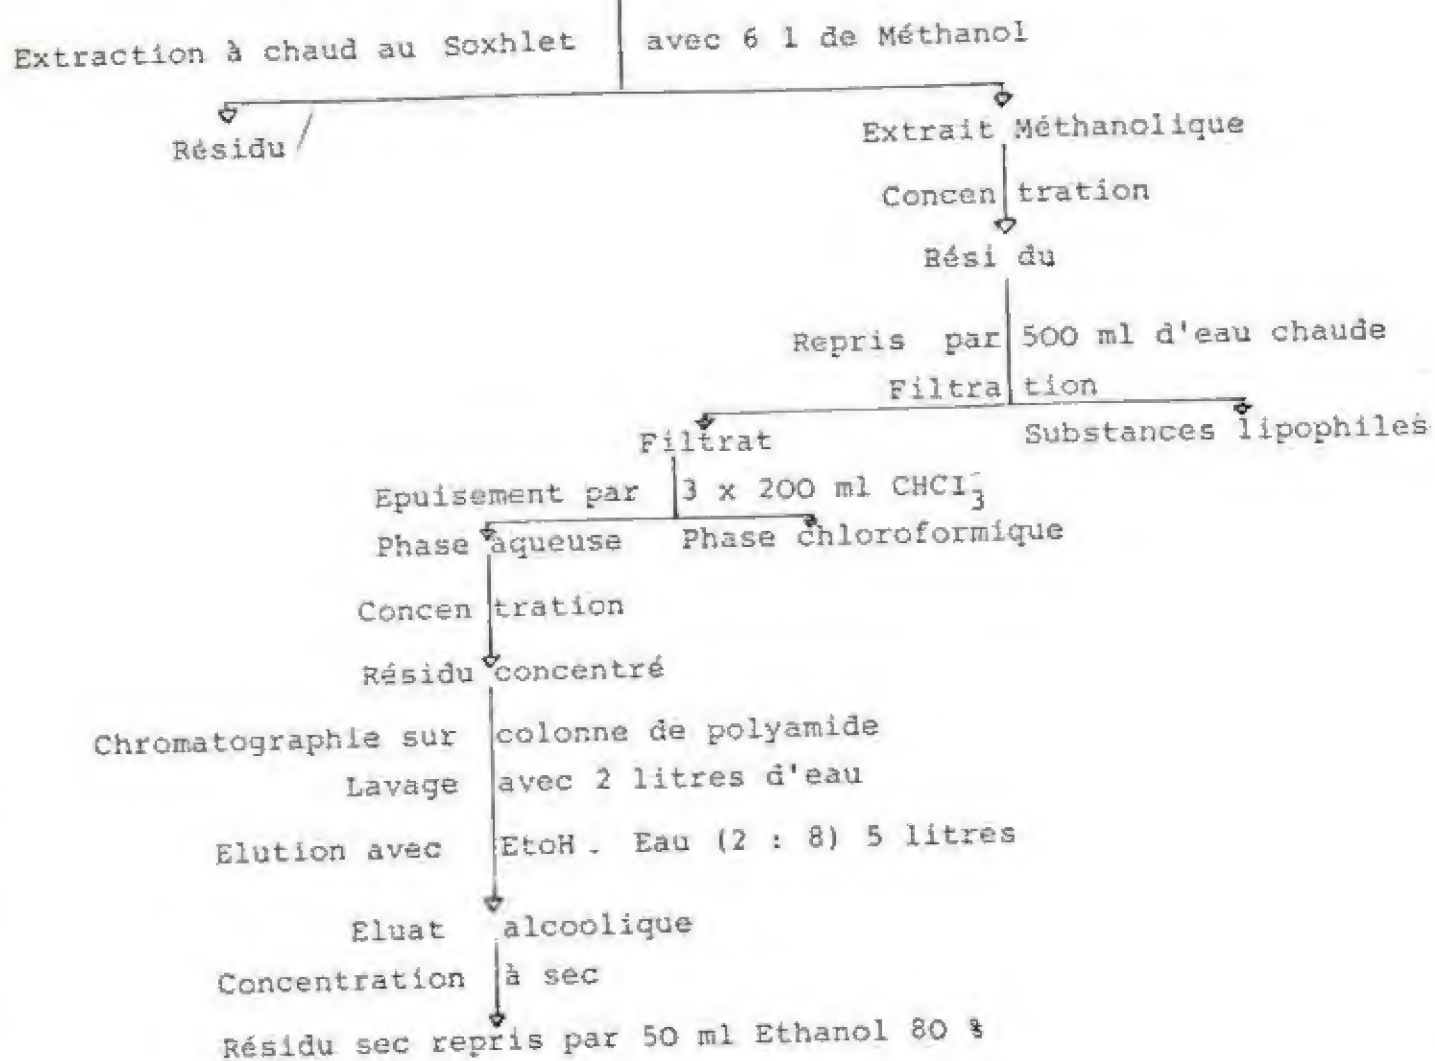 Extraction à chaud au Soxhlet avec 6 l de Méthanol
Résidu
Extrait Méthanolique
Concentration
Rési du
Repris par 500 ml d'eau chaude
Filtration
Filtrat Substances lipophiles
Epuisement par 3 x 200 ml CHCI3
Phase aqueuse Phase chloroformique
Concentration
Résidu concentré
Chromatographie sur colonne de polyamide
Lavage avec 2 litres d'eau
Elution avec EtoH. Eau (2 : 8) 5 litres
Eluat alcoolique
Concentration à sec
Résidu sec repris par 50 ml Ethanol 80 %